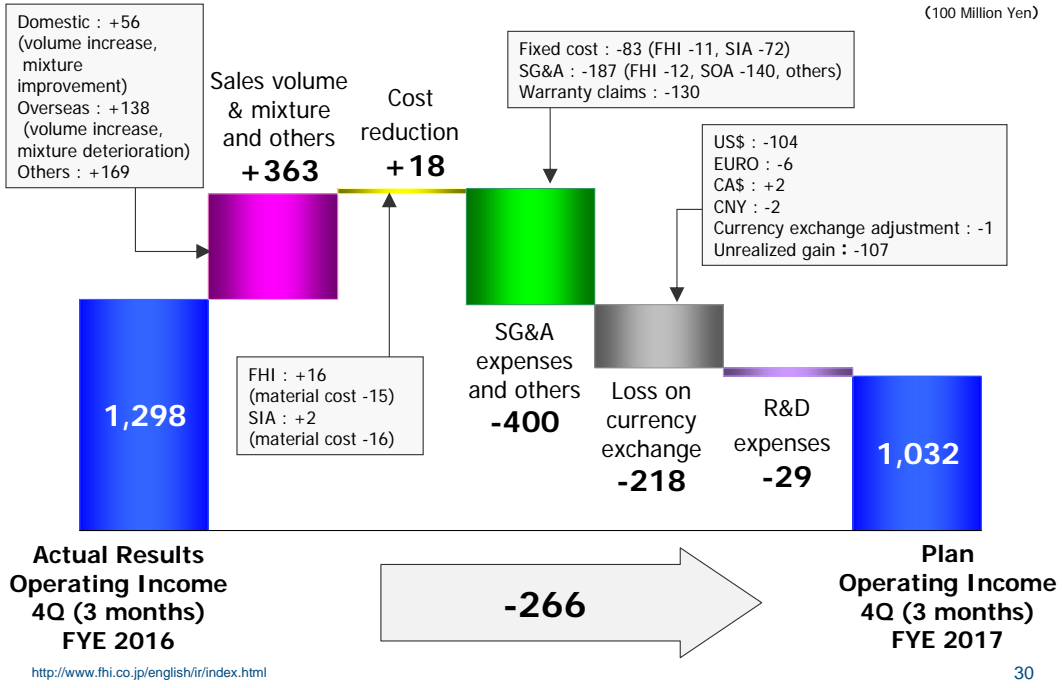 (100 Million Yen)
Domestic : +56
(volume increase,
mixture
improvement)
Overseas : +138
(volume increase,
mixture deterioration)
Others : +169
Sales volume
& mixture
and others
+363
Cost
reduction
+18
Fixed cost : -83 (FHI -11, SIA -72)
SG&A : -187 (FHI -12, SOA -140, others)
Warranty claims : -130
US$ : -104
EURO : -6
CA$ : +2
CNY : -2
Currency exchange adjustment : -1
Unrealized gain : -107
FHI : +16
(material cost -15)
SIA : +2
(material cost -16)
SG&A
expenses
and others
-400
Loss on
currency
exchange
-218
R&D
expenses
-29
1,298
1,032
Actual Results
Operating Income
4Q (3 months)
FYE 2016
-266
Plan
Operating Income
4Q (3 months)
FYE 2017
http://www.fhi.co.jp/english/ir/index.html
30